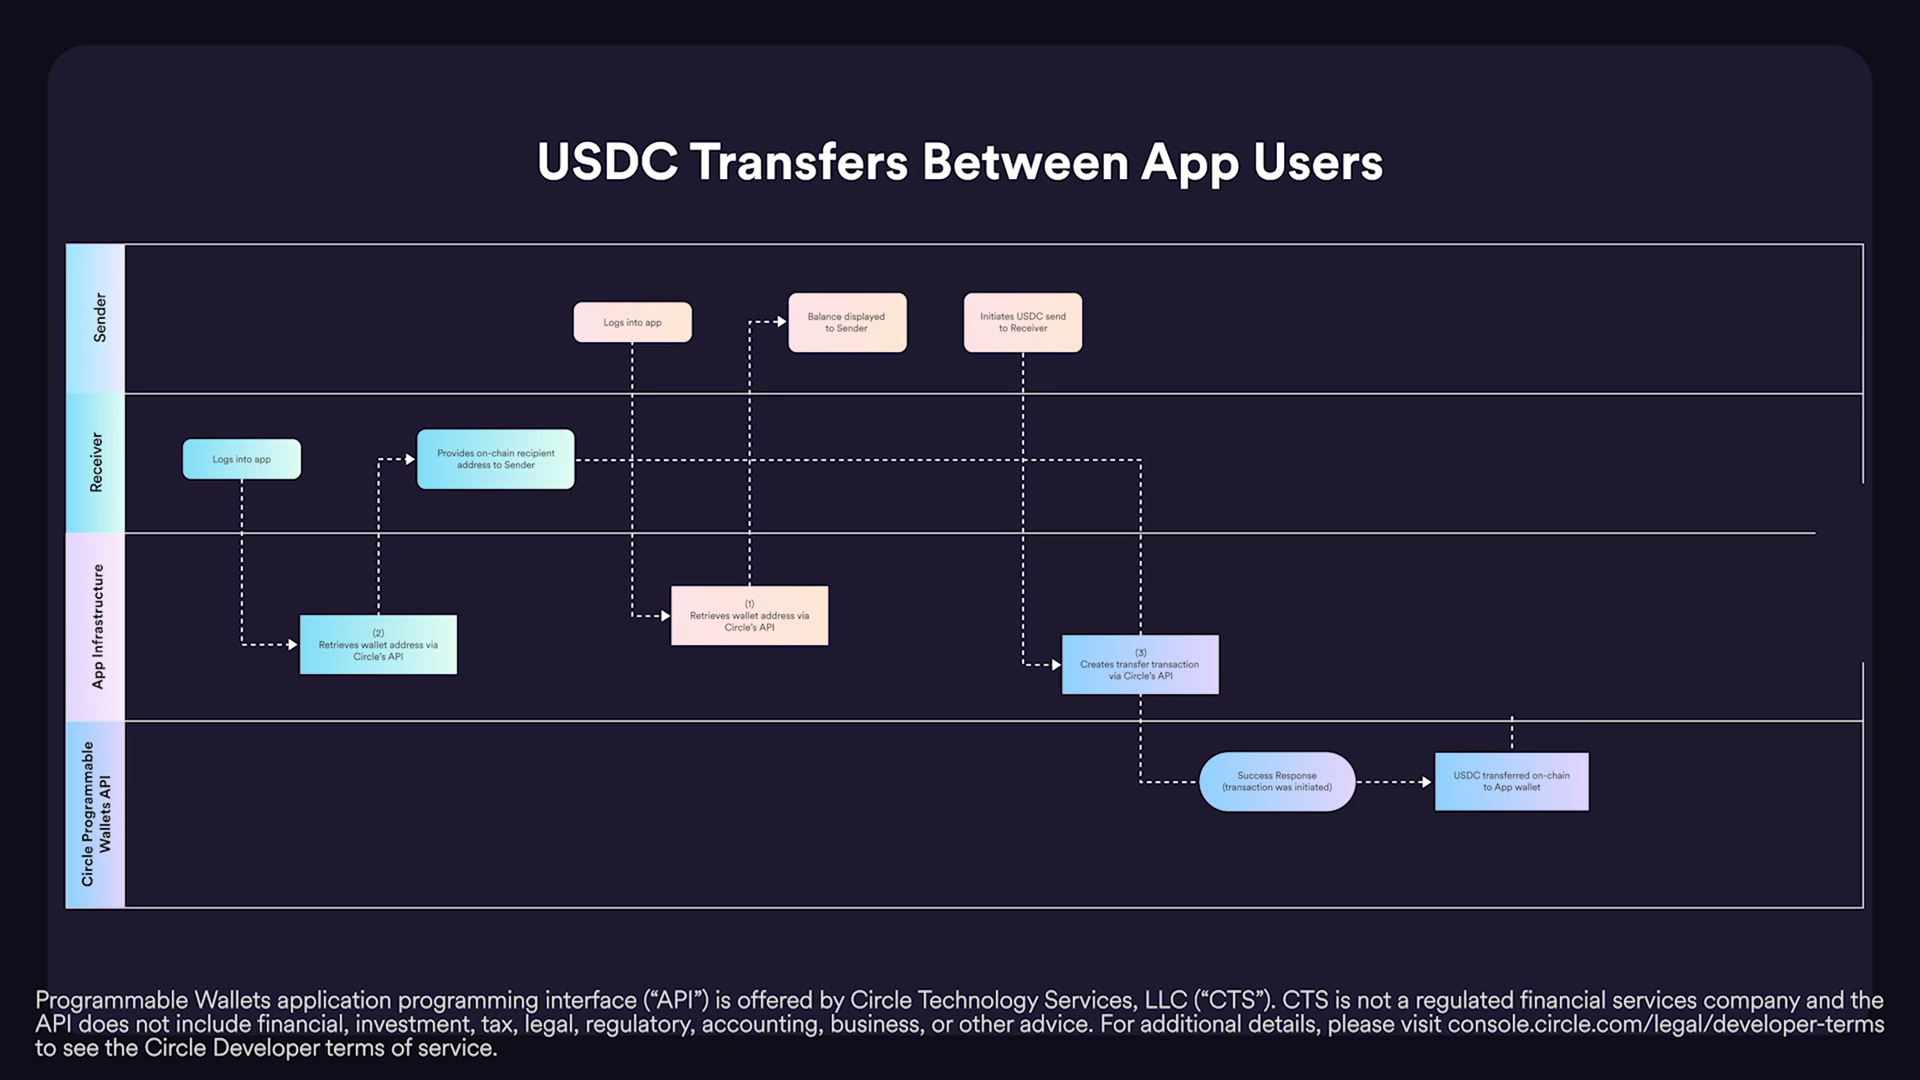 USDC Transfers Between App Users
Sender
Logs into app
Balance displayed
to Sender
Initiates USDC send
to Receiver
Receiver
Logs into app
Provides on-chain recipient
address to Sender
App Infrastructure
(2)
Retrieves wallet address via
Circle's API
(1)
Retrieves wallet address via
Circle's API
(3)
Creates transfer transaction
via Circle's API
Circle Programmable
Wallets API
Success Response
(transaction was initiated)
USDC transferred on-chain
to App wallet
Programmable Wallets application programming interface (“API”) is offered by Circle Technology Services, LLC (“CTS”). CTS is not a regulated financial services company and the
API does not include financial, investment, tax, legal, regulatory, accounting, business, or other advice. For additional details, please visit console.circle.com/legal/developer-terms
to see the Circle Developer terms of service.